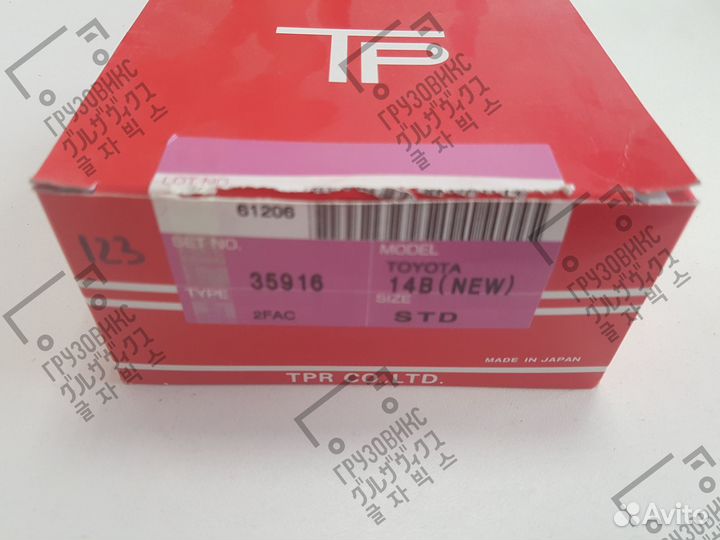 TP
LOT NO.
61206
123
SET NO.
35916
MODEL
TOYOTA
14B(NEW)
TYPE
2FAC
SIZE
STD
MADE IN JAPAN
TPR CO.,LTD.
ГРУЗОВИКС
グルザヴィクス
글자빅스
Avito